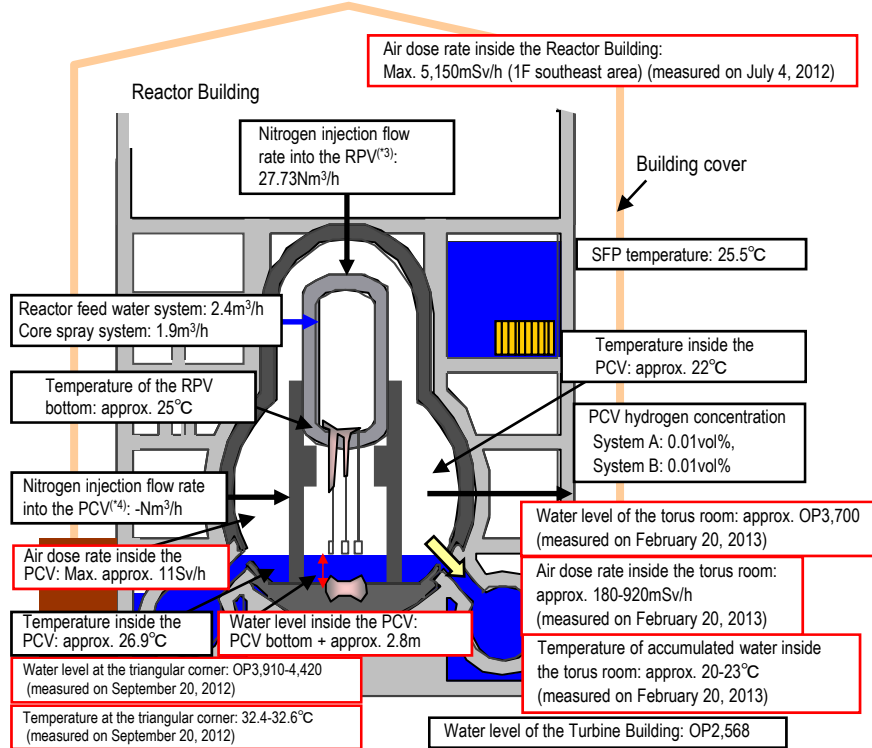 Air dose rate inside the Reactor Building:
Max. 5,150mSv/h (1F southeast area) (measured on July 4, 2012)
Reactor Building
Nitrogen injection flow
rate into the RPV(*3):
27.73Nm3/h
Building cover
SFP temperature: 25.5℃
Reactor feed water system: 2.4m3/h
Core spray system: 1.9m3/h
Temperature inside the
PCV: approx. 22℃
Temperature of the RPV
bottom: approx. 25℃
PCV hydrogen concentration
System A: 0.01vol%,
System B: 0.01vol%
Nitrogen injection flow rate
into the PCV(*4): -Nm3/h
Water level of the torus room: approx. OP3,700
(measured on February 20, 2013)
Air dose rate inside the
PCV: Max. approx. 11Sv/h
Air dose rate inside the torus room:
approx. 180-920mSv/h
(measured on February 20, 2013)
Temperature inside the
PCV: approx. 26.9℃
Water level inside the PCV:
PCV bottom + approx. 2.8m
Temperature of accumulated water inside
the torus room: approx. 20-23℃
(measured on February 20, 2013)
Water level at the triangular corner: OP3,910-4,420
(measured on September 20, 2012)
Temperature at the triangular corner: 32.4-32.6℃
(measured on September 20, 2012)
Water level of the Turbine Building: OP2,568